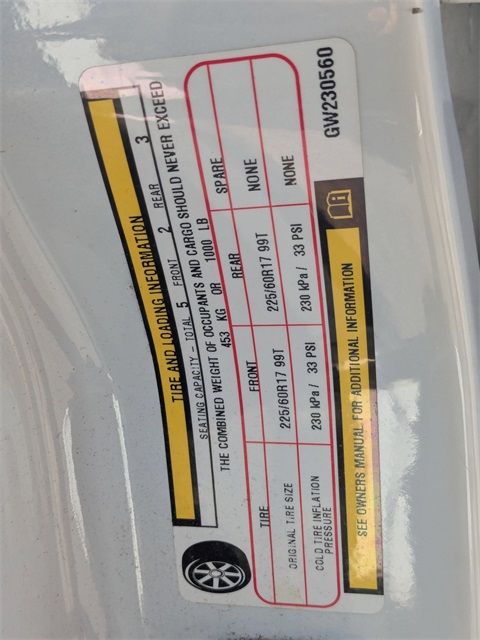 TIRE AND LOADING INFORMATION
SEATING CAPACITY – TOTAL 5 FRONT 2 REAR 3
THE COMBINED WEIGHT OF OCCUPANTS AND CARGO SHOULD NEVER EXCEED
453 KG OR 1000 LB
TIRE FRONT REAR SPARE
ORIGINAL TIRE SIZE 225/60R17 99T 225/60R17 99T NONE
COLD TIRE INFLATION
PRESSURE 230 kPa / 33 PSI 230 kPa / 33 PSI NONE
SEE OWNERS MANUAL FOR ADDITIONAL INFORMATION
GW230560